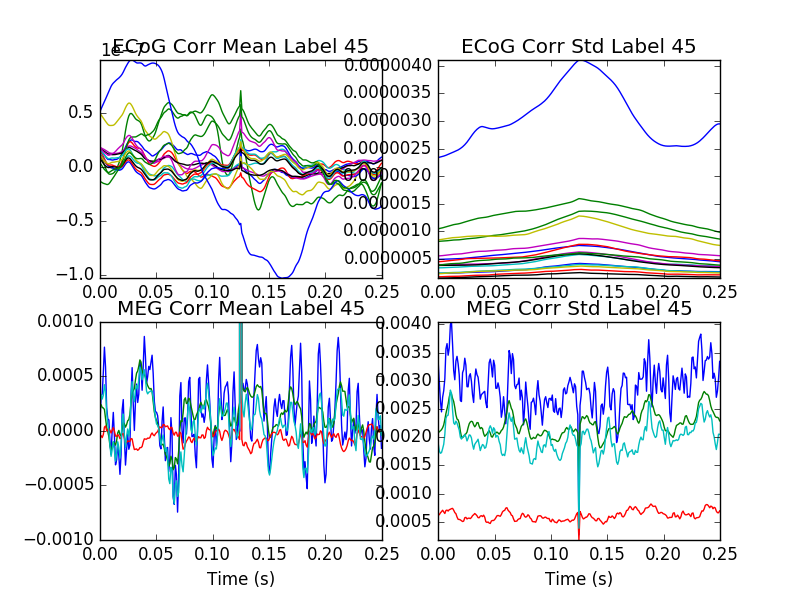 ECoG Corr Mean Label 45
1e−7
0.5
0.0
−0.5
−1.0
0.00 0.05 0.10 0.15 0.20 0.25
ECoG Corr Std Label 45
0.0000040
0.0000035
0.0000030
0.0000025
0.0000020
0.0000015
0.0000010
0.0000005
0.00 0.05 0.10 0.15 0.20 0.25
MEG Corr Mean Label 45
0.0010
0.0005
0.0000
−0.0005
−0.0010
0.00 0.05 0.10 0.15 0.20 0.25
Time (s)
MEG Corr Std Label 45
0.0040
0.0035
0.0030
0.0025
0.0020
0.0015
0.0010
0.0005
0.00 0.05 0.10 0.15 0.20 0.25
Time (s)